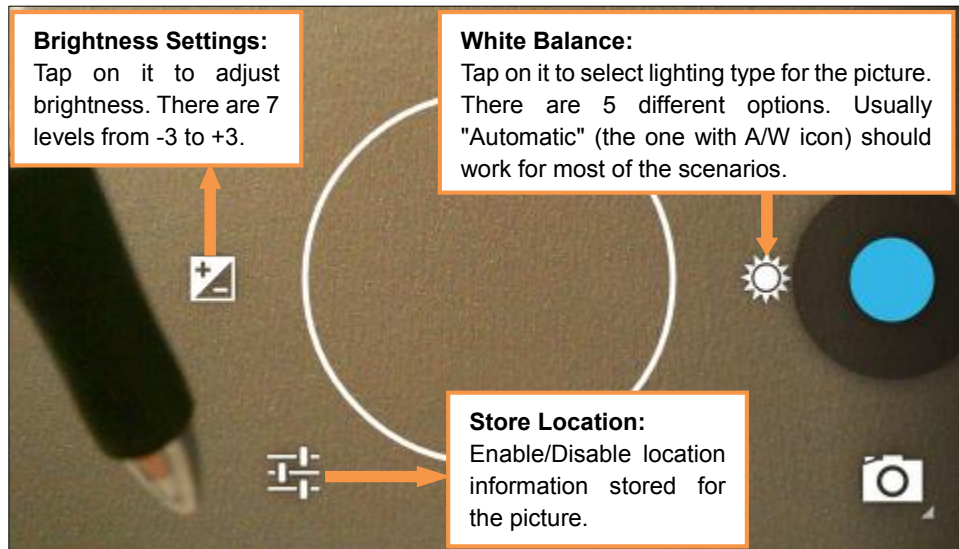 Brightness Settings:
Tap on it to adjust
brightness. There are 7
levels from -3 to +3.
White Balance:
Tap on it to select lighting type for the picture.
There are 5 different options. Usually
"Automatic" (the one with A/W icon) should
work for most of the scenarios.
Store Location:
Enable/Disable location
information stored for
the picture.